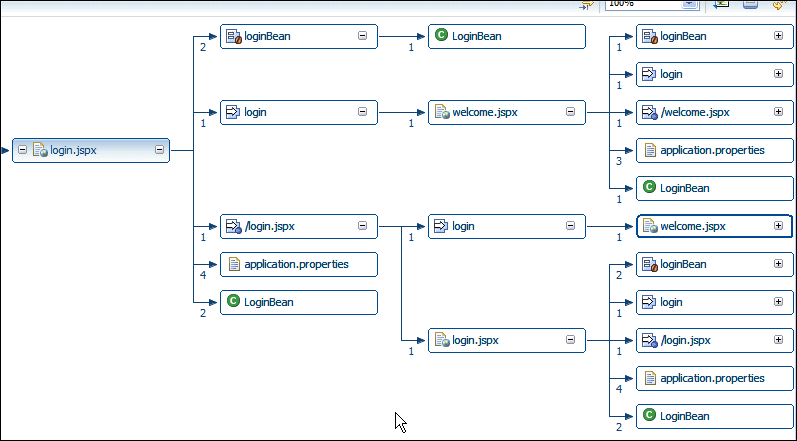 100%
loginBean
LoginBean
loginBean
2
1
1
login
1
login
welcome.jspx
/welcome.jspx
1
1
1
login.jspx
application.properties
3
LoginBean
1
/login.jspx
login
welcome.jspx
1
1
1
application.properties
loginBean
4
2
LoginBean
login
2
1
login.jspx
/login.jspx
1
1
application.properties
4
LoginBean
2